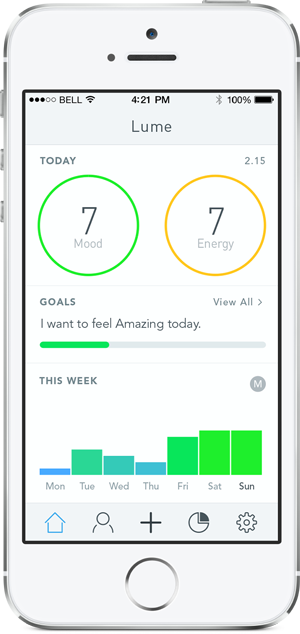 BELL 4:21 PM 100%
Lume
TODAY 2.15
7 7
Mood Energy
GOALS View All >
I want to feel Amazing today.
THIS WEEK M
Mon Tue Wed Thu Fri Sat Sun